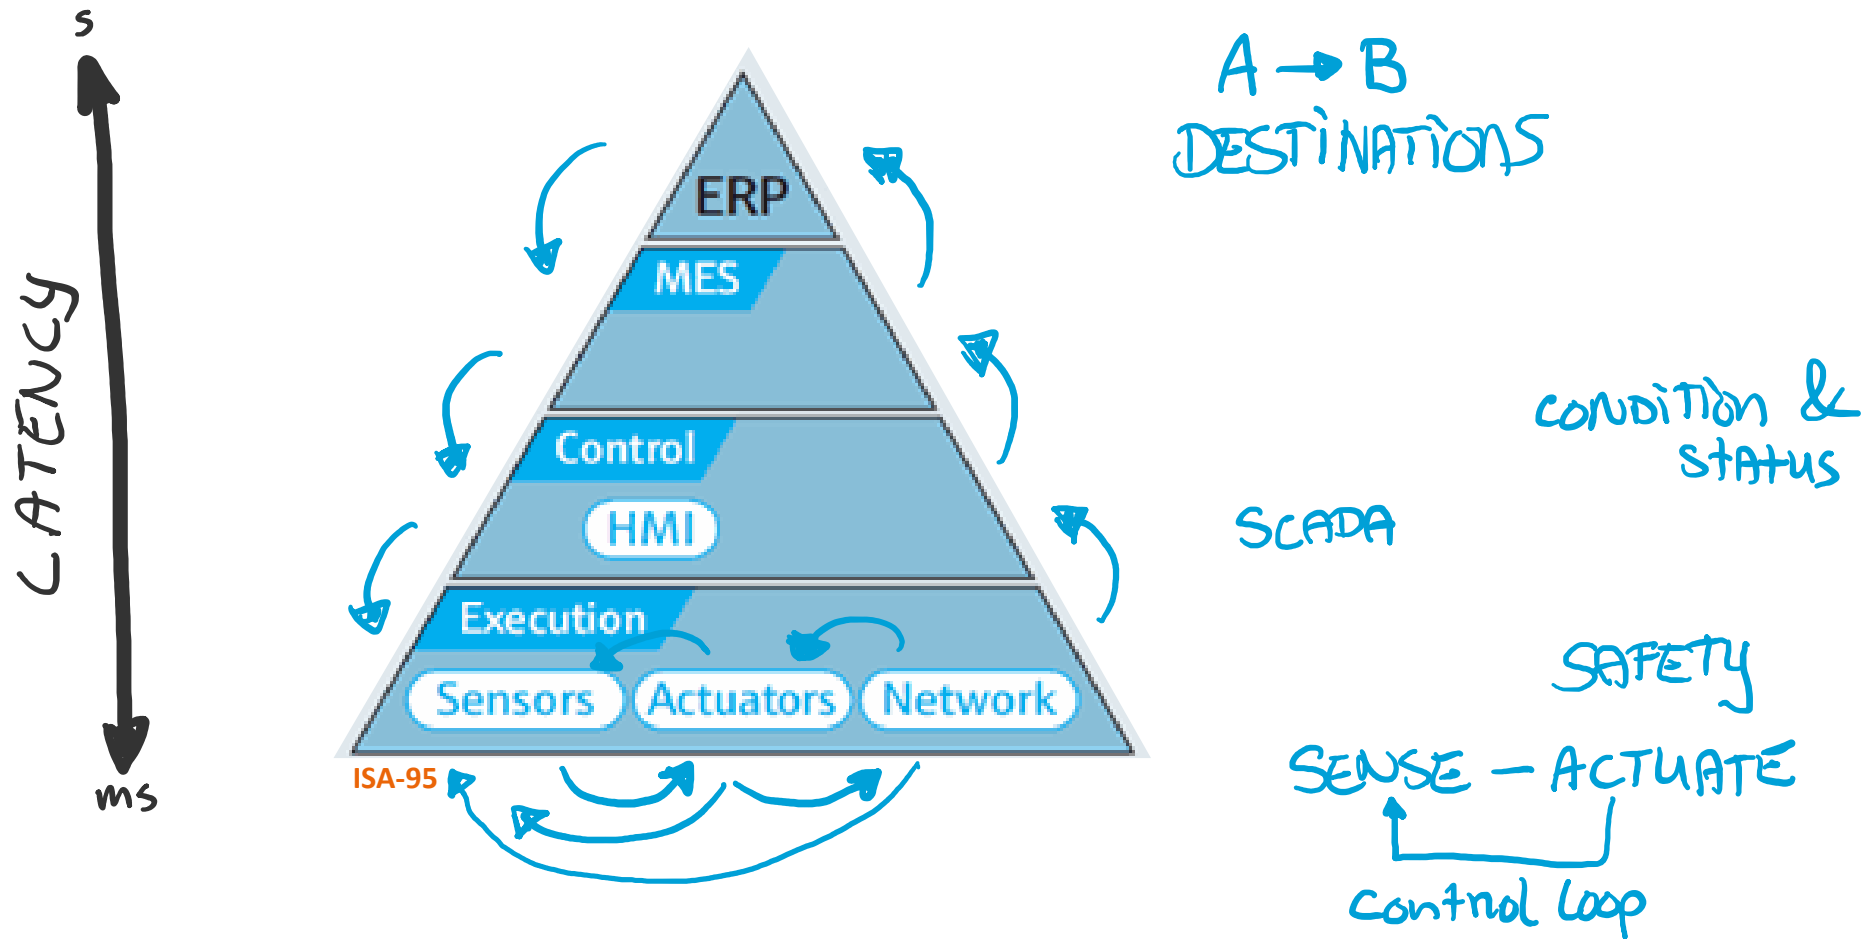 s
A → B
DESTINATIONS
ERP
MES
LATENCY
CONDITION &
STATUS
Control
HMI
SCADA
Execution
SAFETY
Sensors
Actuators
Network
ISA-95
SENSE - ACTUATE
ms
control loop